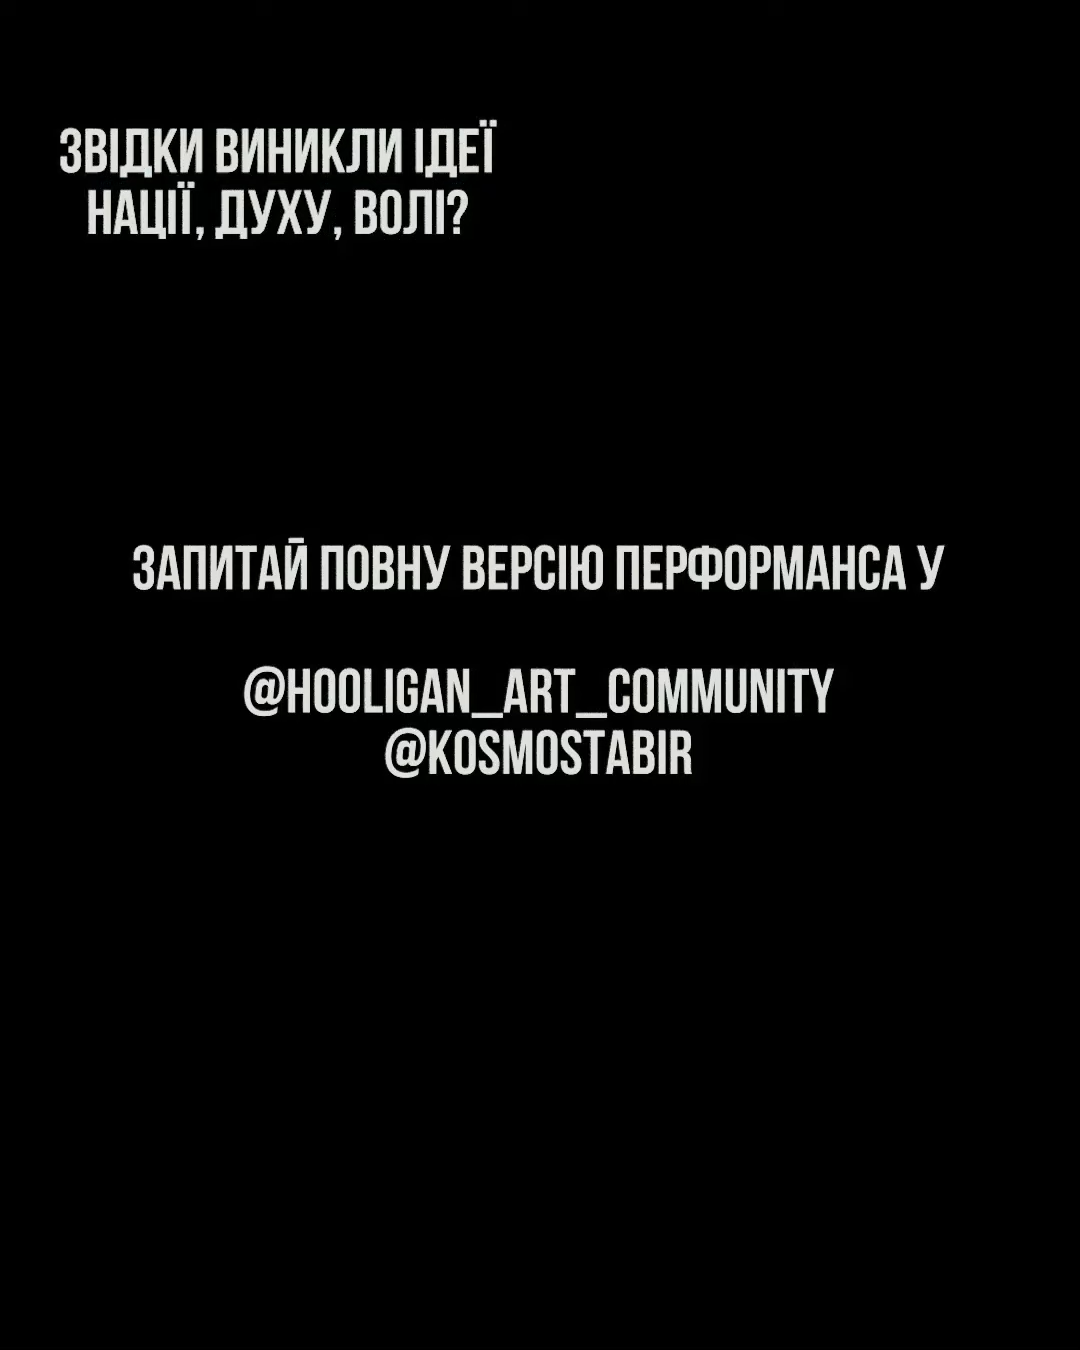 ЗВІДКИ ВИНИКЛИ ІДЕЇ
НАЦІЇ, ДУХУ, ВОЛІ?
ЗАПИТАЙ ПОВНУ ВЕРСІЮ ПЕРФОРМАНСА У
@HOOLIGAN_ART_COMMUNITY
@KOSMOSTABIR